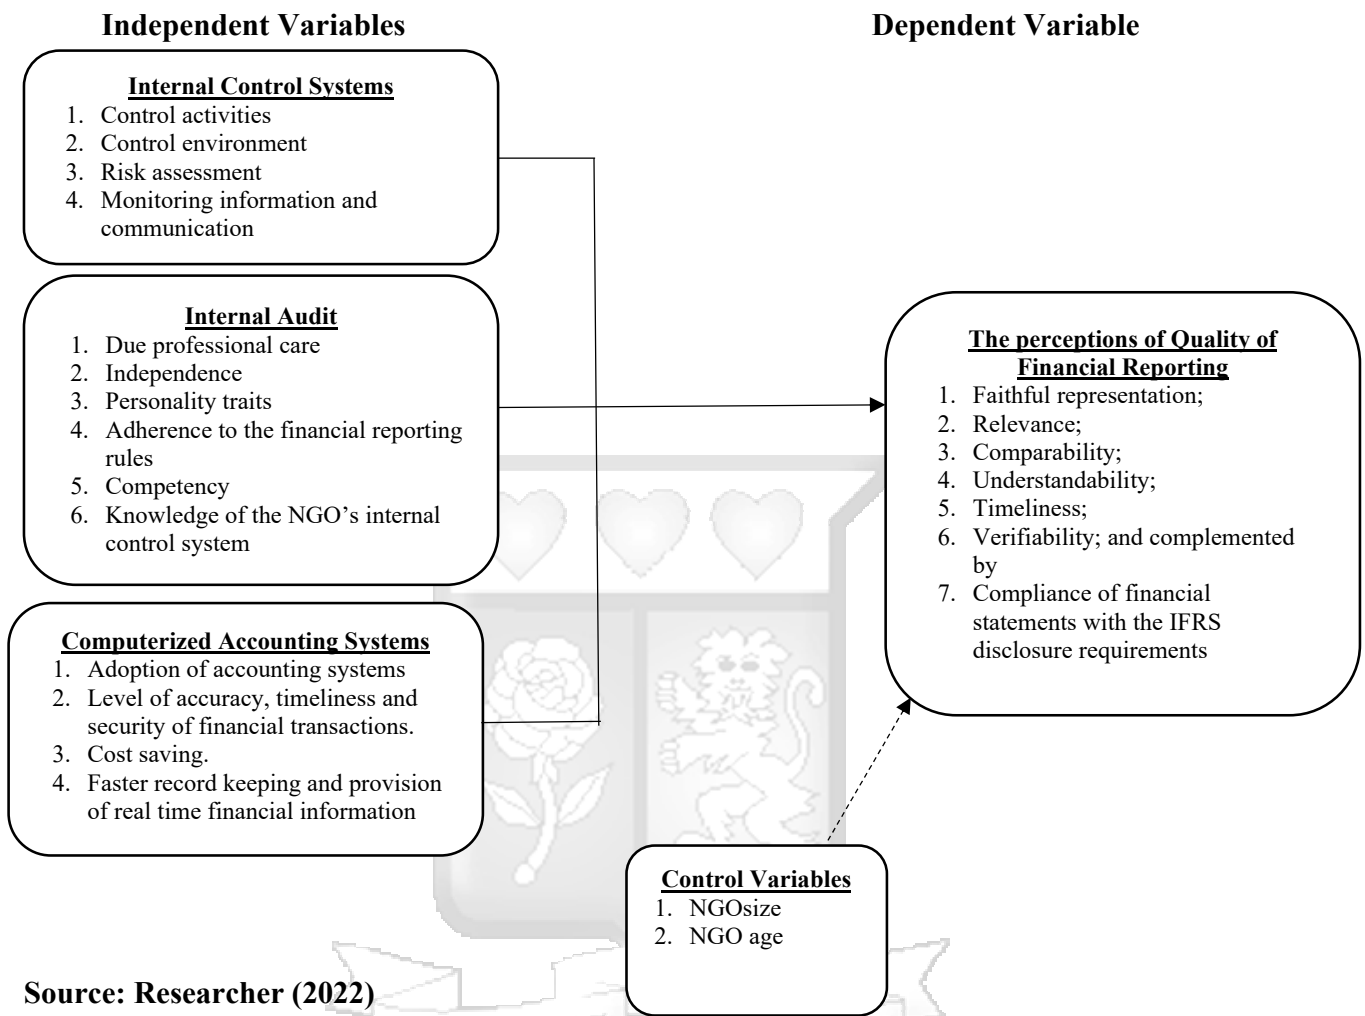 Independent Variables
Dependent Variable
Internal Control Systems
1. Control activities
2. Control environment
3. Risk assessment
4. Monitoring information and
communication
Internal Audit
1. Due professional care
2. Independence
3. Personality traits
4. Adherence to the financial reporting
rules
5. Competency
6. Knowledge of the NGO’s internal
control system
Computerized Accounting Systems
1. Adoption of accounting systems
2. Level of accuracy, timeliness and
security of financial transactions.
3. Cost saving.
4. Faster record keeping and provision
of real time financial information
The perceptions of Quality of
Financial Reporting
1. Faithful representation;
2. Relevance;
3. Comparability;
4. Understandability;
5. Timeliness;
6. Verifiability; and complemented
by
7. Compliance of financial
statements with the IFRS
disclosure requirements
Control Variables
1. NGOsize
2. NGO age
Source: Researcher (2022)